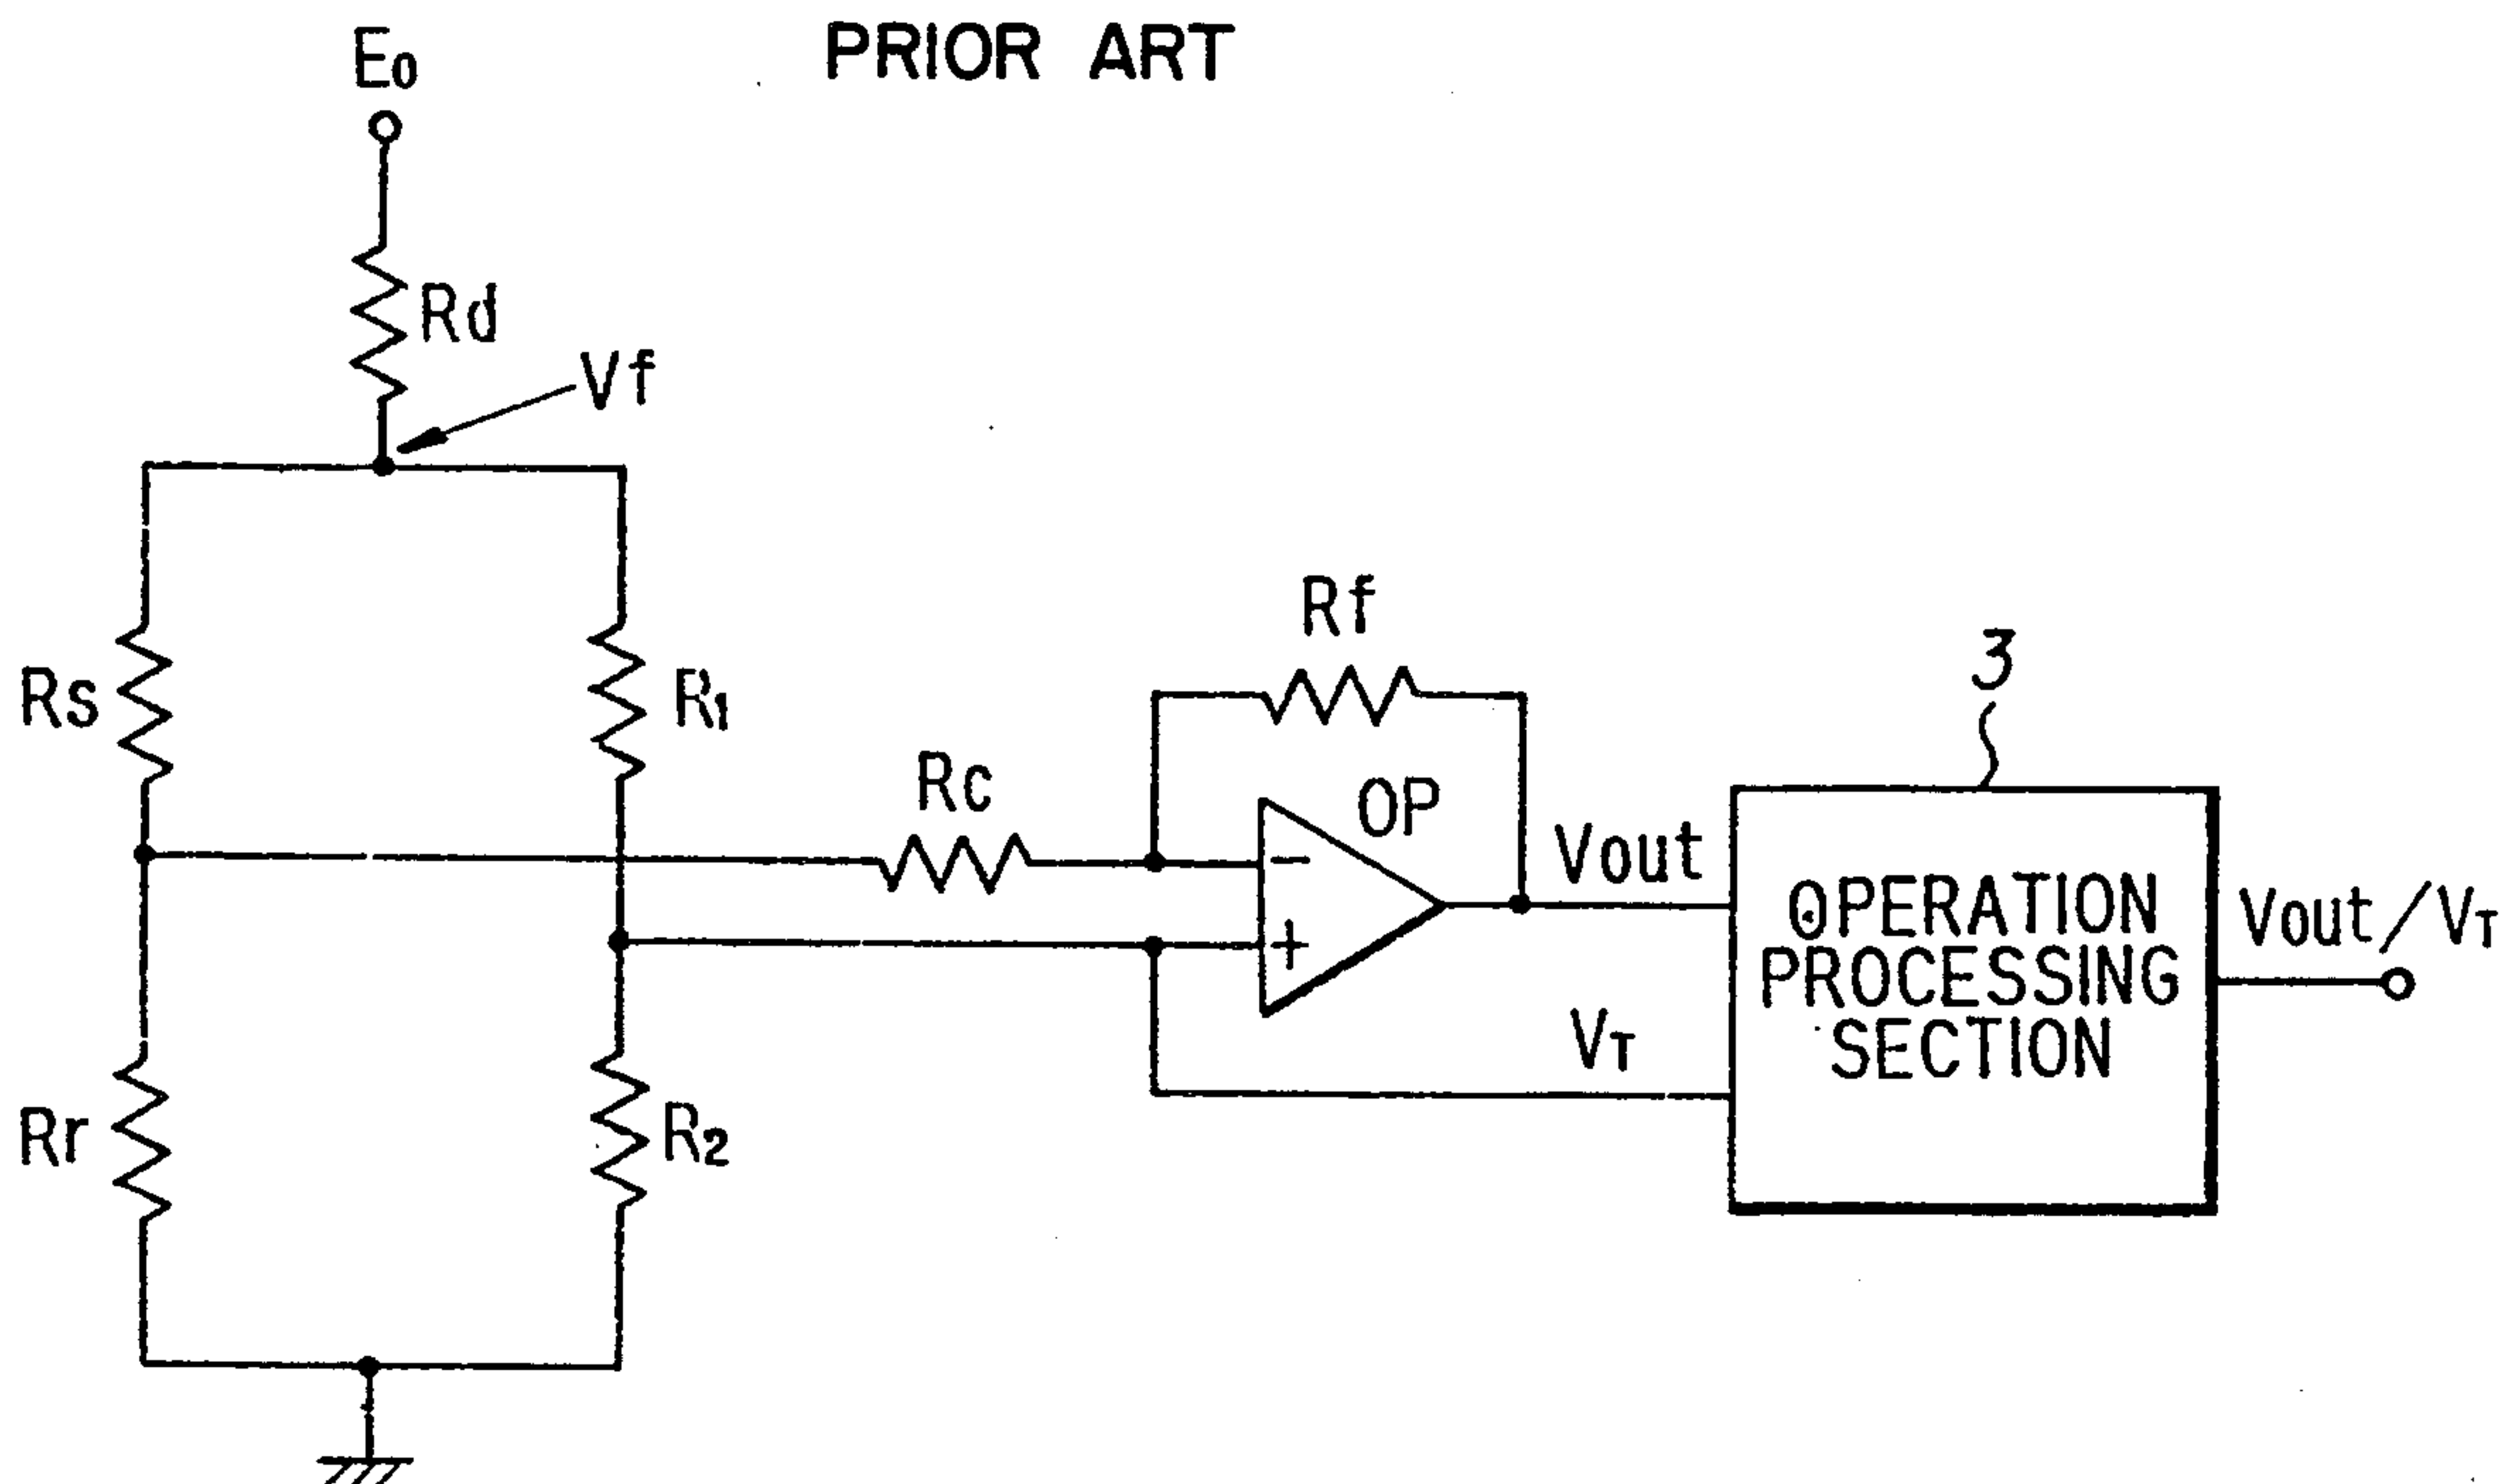 PRIOR ART
E0
Rd
Vf
Rs
R1
Rf
3
Rc
OP
Vout
OPERATION
PROCESSING
SECTION
Vout/VT
−
+
VT
Rr
R2